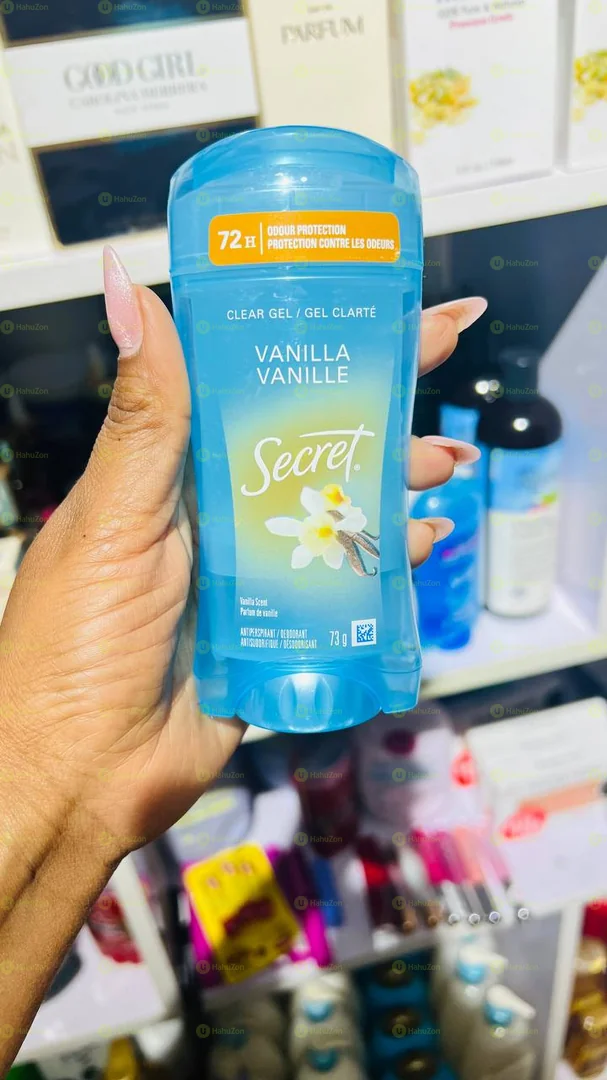 GOOD GIRL
CAROLINA HERRERA
PARFUM
72H
ODOUR PROTECTION
PROTECTION CONTRE LES ODEURS
CLEAR GEL / GEL CLARTÉ
VANILLA
VANILLE
Secret
Vanilla Scent
Parfum de vanille
ANTIPERSPIRANT / DEODORANT
ANTISUDORIFIQUE / DÉSODORISANT
73 g
HahuZon